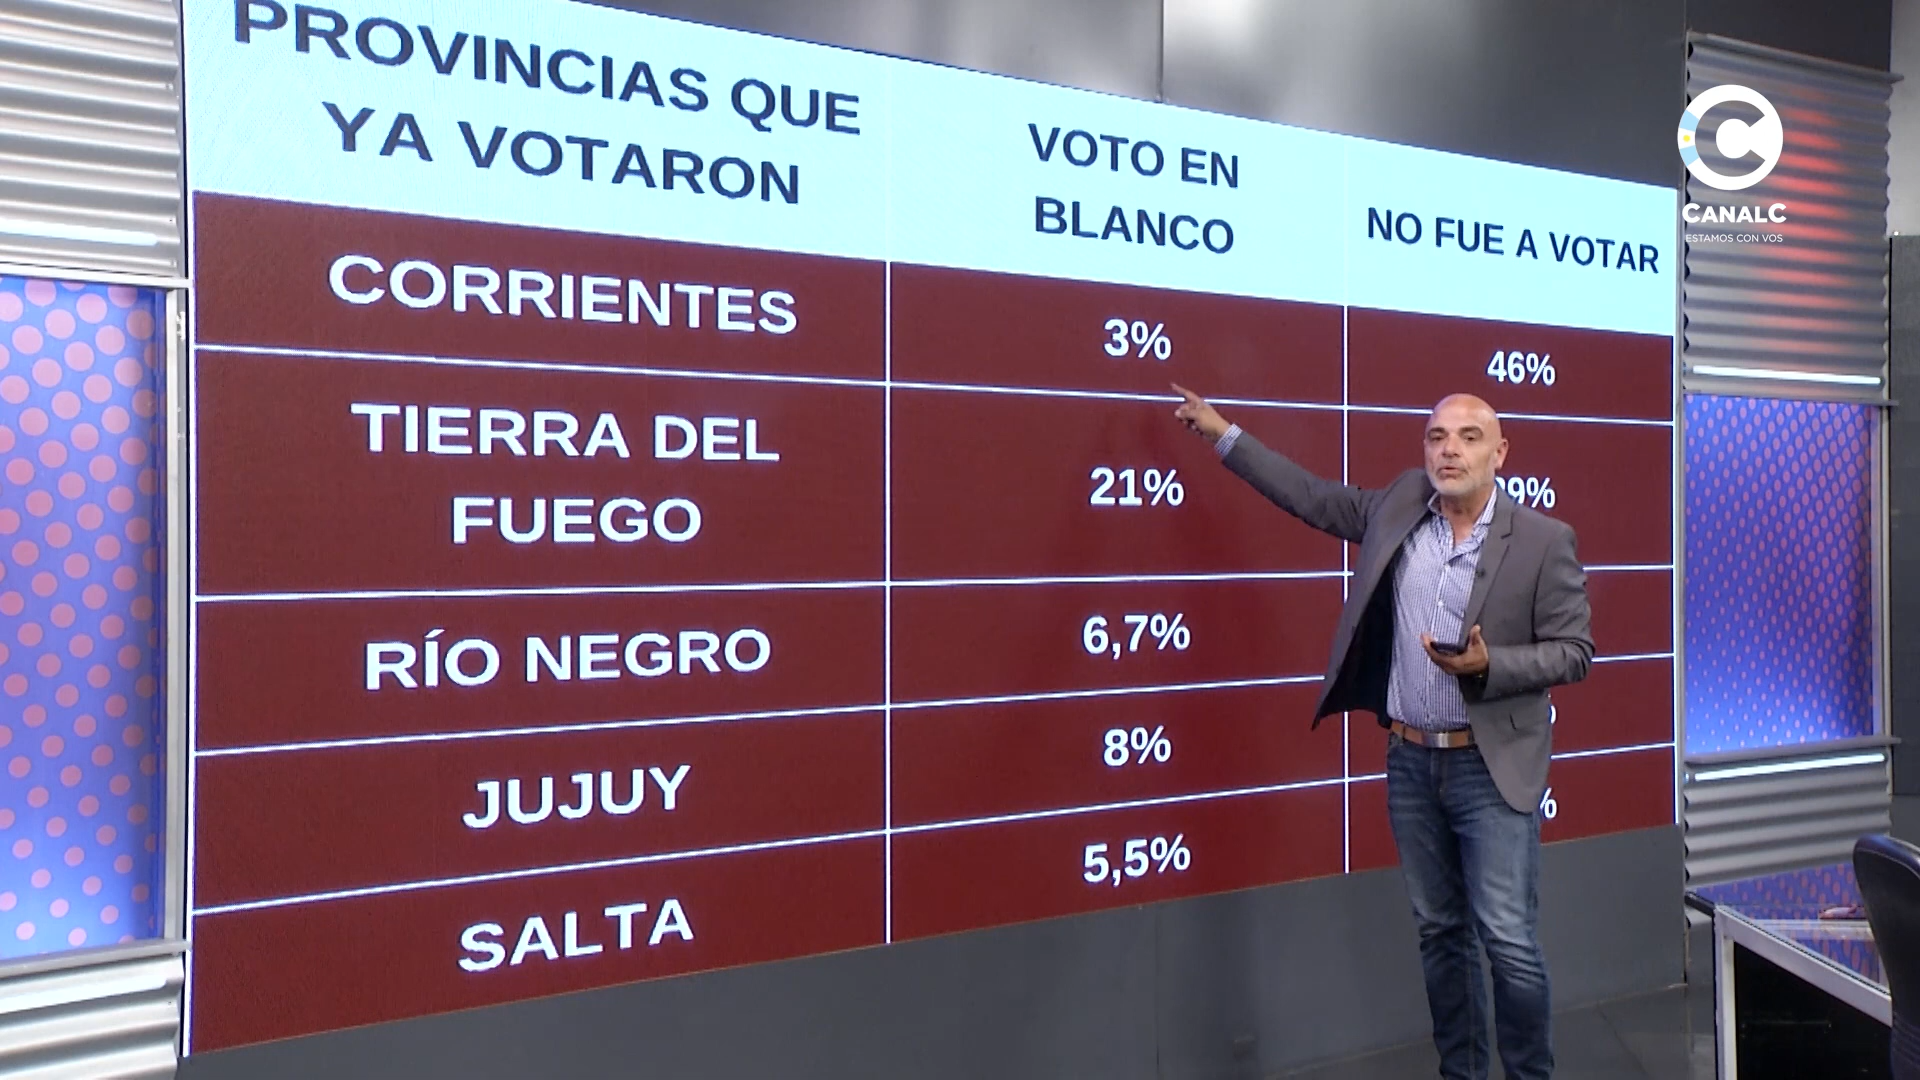 PROVINCIAS QUE
YA VOTARON
VOTO EN
BLANCO
NO FUE A VOTAR
CORRIENTES
3%
46%
TIERRA DEL
FUEGO
21%
9%
RÍO NEGRO
6,7%
JUJUY
8%
SALTA
5,5%
%
CANALC
ESTAMOS CON VOS